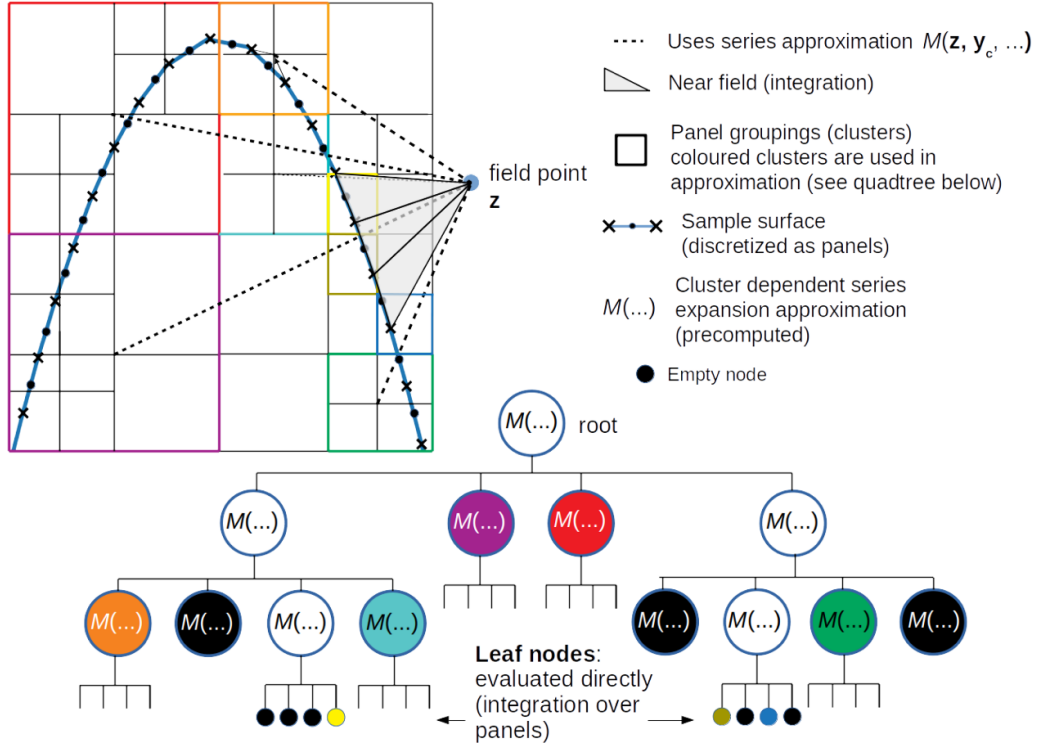 Uses series approximation M(z, y_c, ...)
Near field (integration)
Panel groupings (clusters)
coloured clusters are used in
approximation (see quadtree below)
field point
z
Sample surface
(discretized as panels)
M(...)
Cluster dependent series
expansion approximation
(precomputed)
Empty node
M(...)
root
M(...)
M(...)
M(...)
M(...)
M(...)
M(...)
M(...)
M(...)
M(...)
M(...)
M(...)
M(...)
Leaf nodes:
evaluated directly
(integration over
panels)